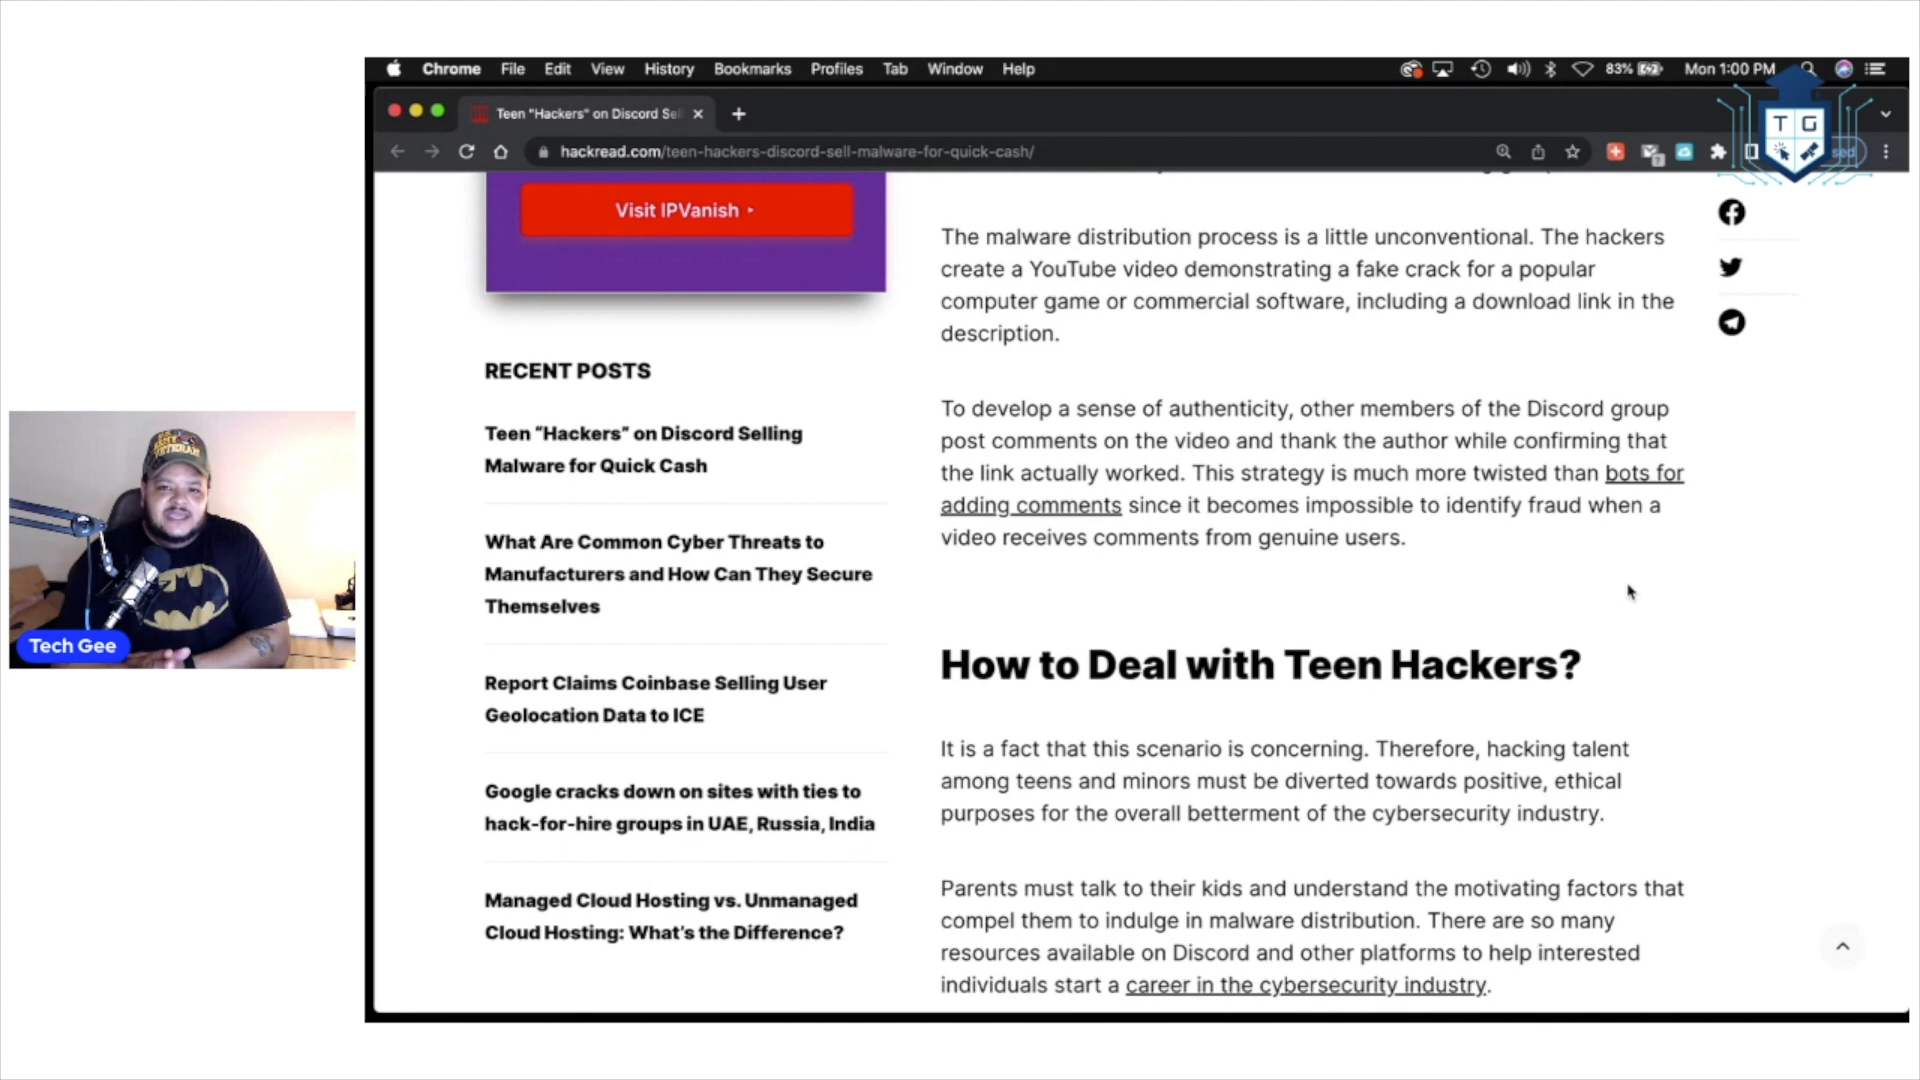 Chrome File Edit View History Bookmarks Profiles Tab Window Help
83% Mon 1:00 PM
Teen "Hackers" on Discord Sel
hackread.com/teen-hackers-discord-sell-malware-for-quick-cash/
T G
Visit IPVanish
RECENT POSTS
Teen “Hackers” on Discord Selling
Malware for Quick Cash
What Are Common Cyber Threats to
Manufacturers and How Can They Secure
Themselves
Report Claims Coinbase Selling User
Geolocation Data to ICE
Google cracks down on sites with ties to
hack-for-hire groups in UAE, Russia, India
Managed Cloud Hosting vs. Unmanaged
Cloud Hosting: What’s the Difference?
The malware distribution process is a little unconventional. The hackers
create a YouTube video demonstrating a fake crack for a popular
computer game or commercial software, including a download link in the
description.
To develop a sense of authenticity, other members of the Discord group
post comments on the video and thank the author while confirming that
the link actually worked. This strategy is much more twisted than bots for
adding comments since it becomes impossible to identify fraud when a
video receives comments from genuine users.
How to Deal with Teen Hackers?
It is a fact that this scenario is concerning. Therefore, hacking talent
among teens and minors must be diverted towards positive, ethical
purposes for the overall betterment of the cybersecurity industry.
Parents must talk to their kids and understand the motivating factors that
compel them to indulge in malware distribution. There are so many
resources available on Discord and other platforms to help interested
individuals start a career in the cybersecurity industry.
VETERAN
Tech Gee